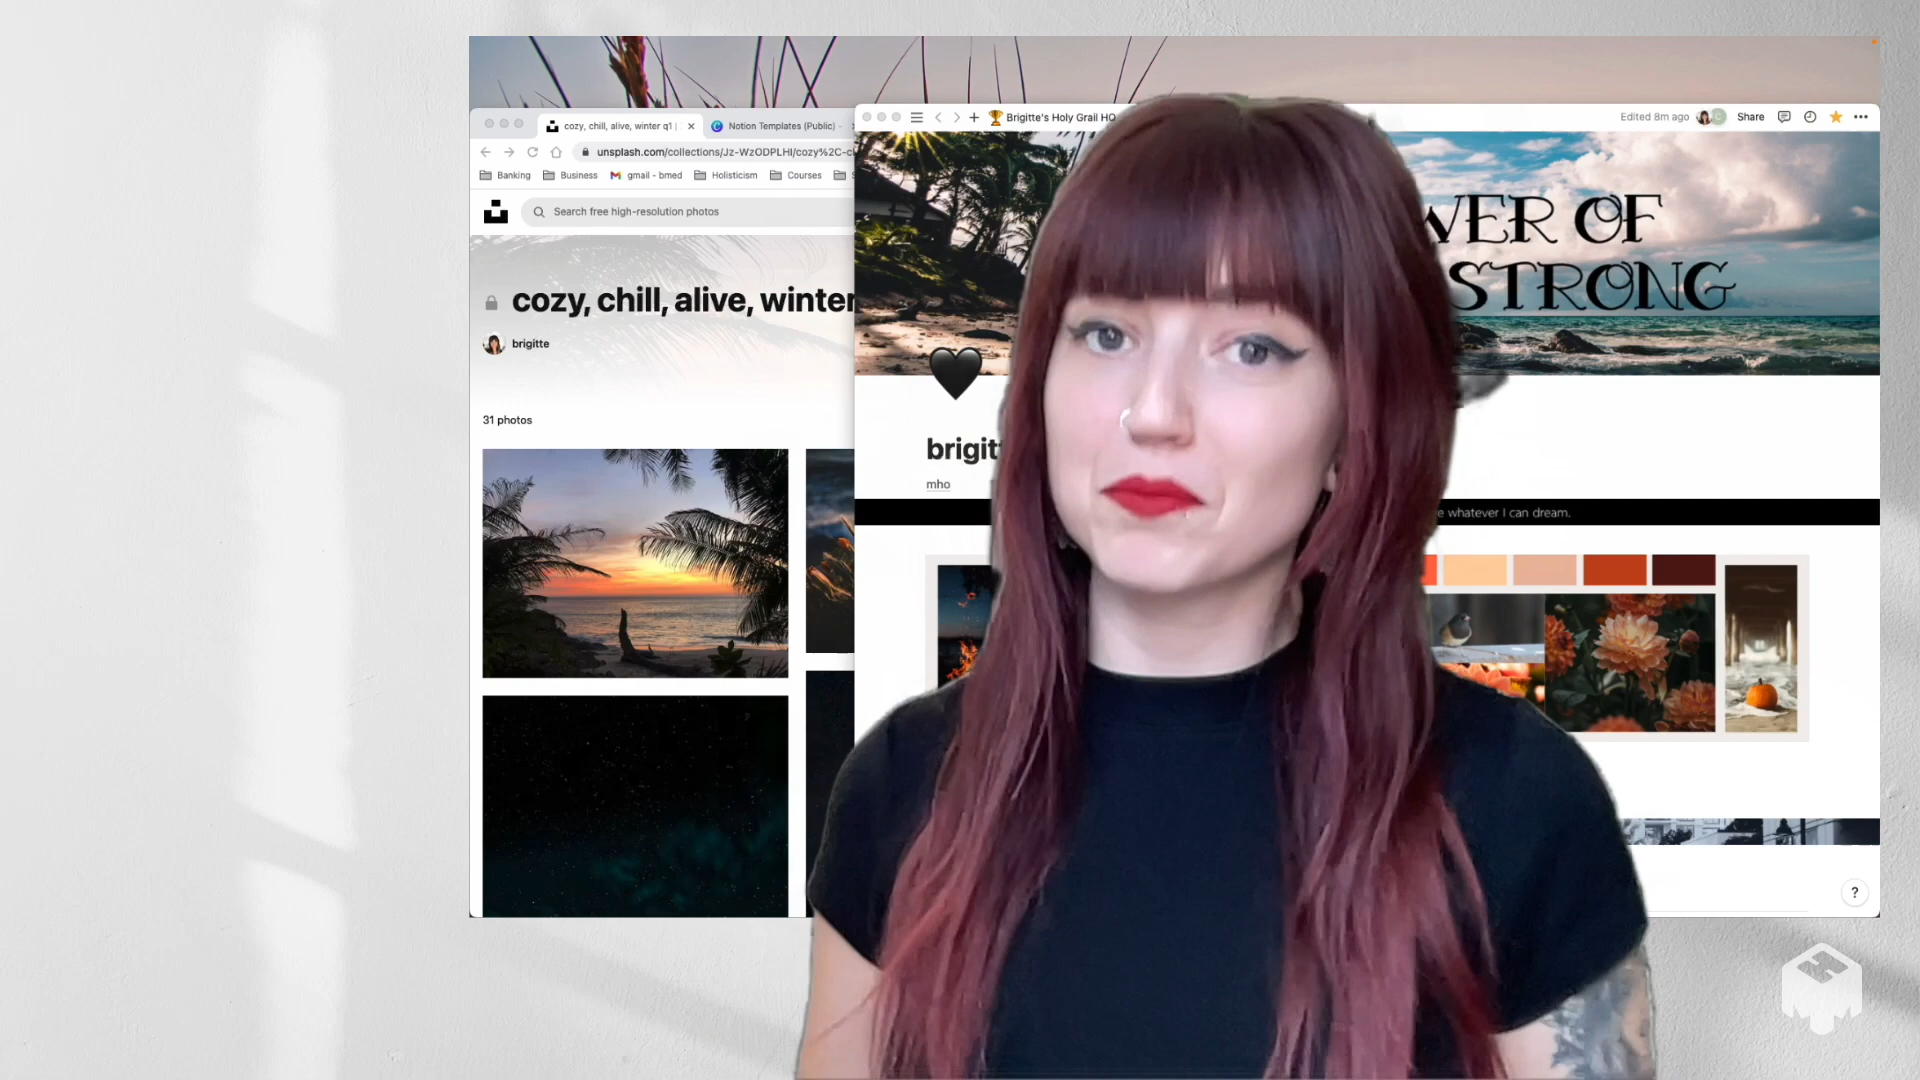 cozy, chill, alive, winter q1 |
Notion Templates (Public) -
unsplash.com/collections/Jz-WzODPLHI/cozy%2C-c
Banking
Business
gmail - bmed
Holisticism
Courses
Search free high-resolution photos
cozy, chill, alive, winter
brigitte
31 photos
Brigitte's Holy Grail HQ
Edited 8m ago
Share
WER OF
STRONG
brigitt
mho
e whatever I can dream.
?